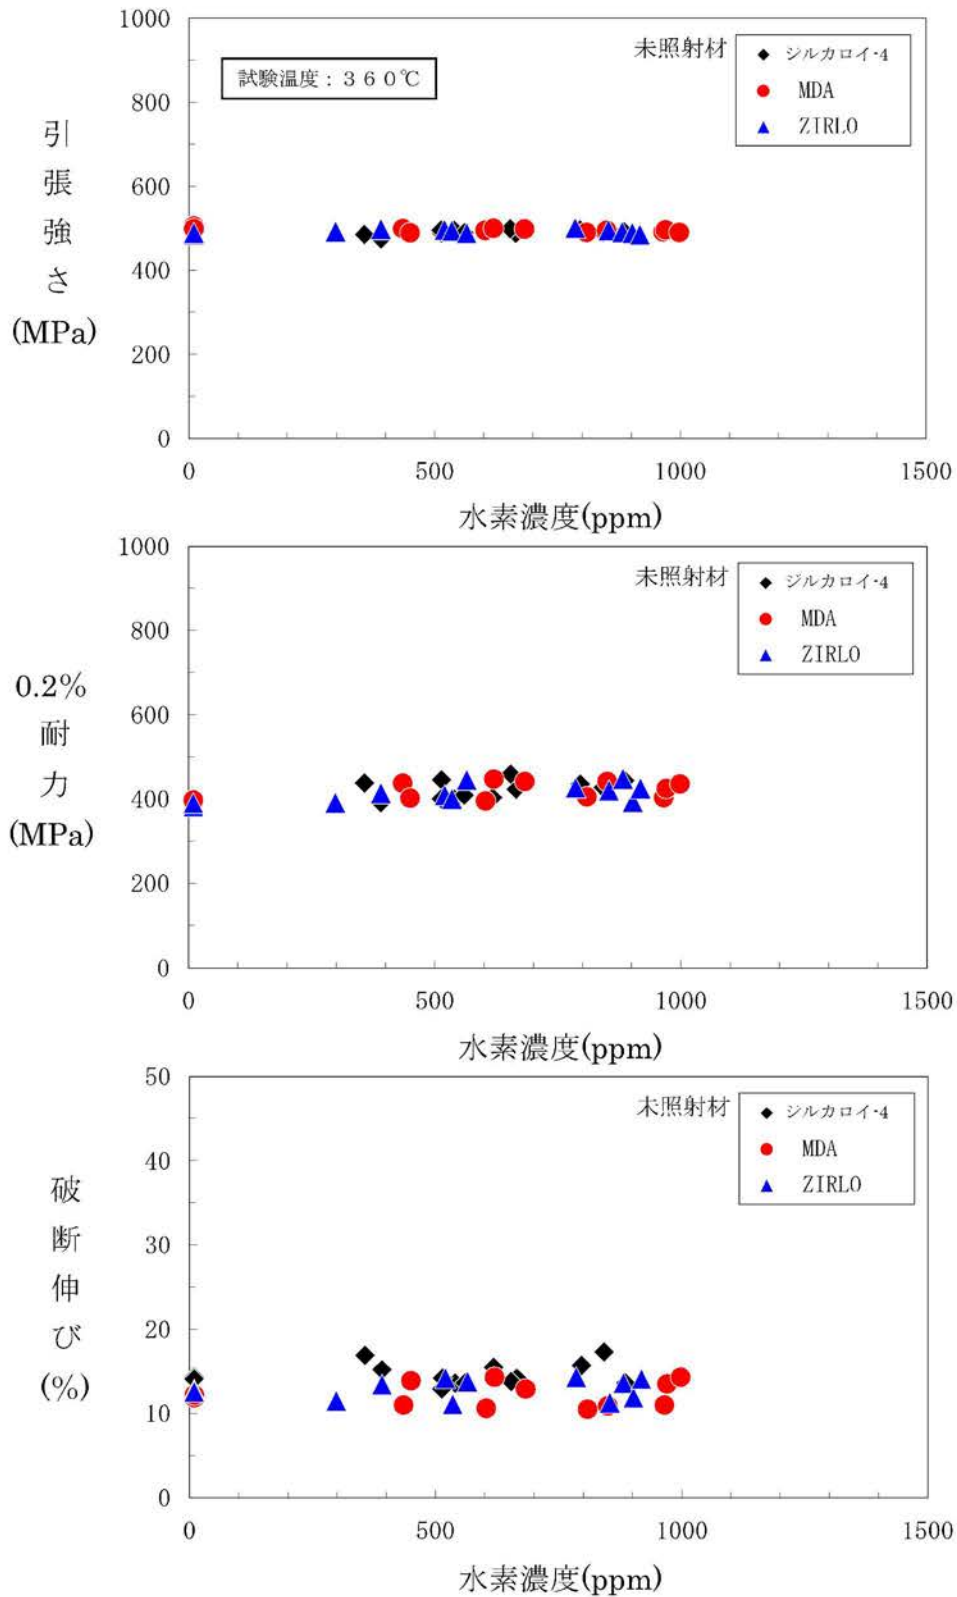 1000
800
600
400
200
0
引
張
強
さ
(MPa)
試験温度：３６０℃
未照射材
ジルカロイ-4
MDA
ZIRLO
0
500
1000
1500
水素濃度(ppm)
1000
800
600
400
200
0
0.2%
耐
力
(MPa)
未照射材
ジルカロイ-4
MDA
ZIRLO
0
500
1000
1500
水素濃度(ppm)
50
40
30
20
10
0
破
断
伸
び
(%)
未照射材
ジルカロイ-4
MDA
ZIRLO
0
500
1000
1500
水素濃度(ppm)